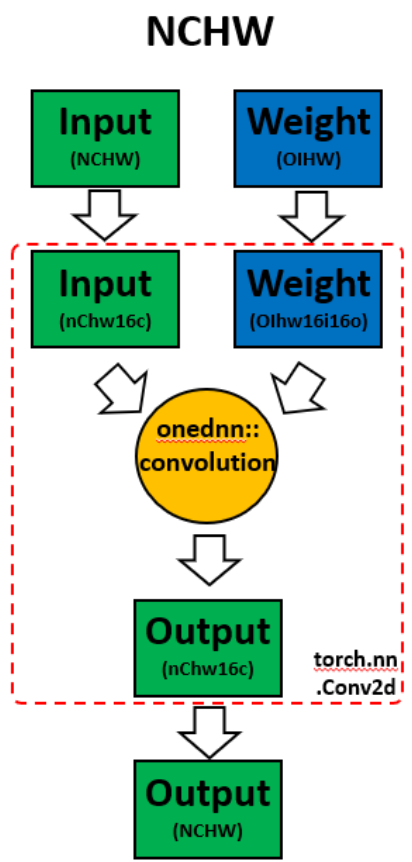 NCHW
Input
(NCHW)
Weight
(OIHW)
Input
(nChw16c)
Weight
(OIhw16i16o)
onednn::
convolution
Output
(nChw16c)
torch.nn
.Conv2d
Output
(NCHW)